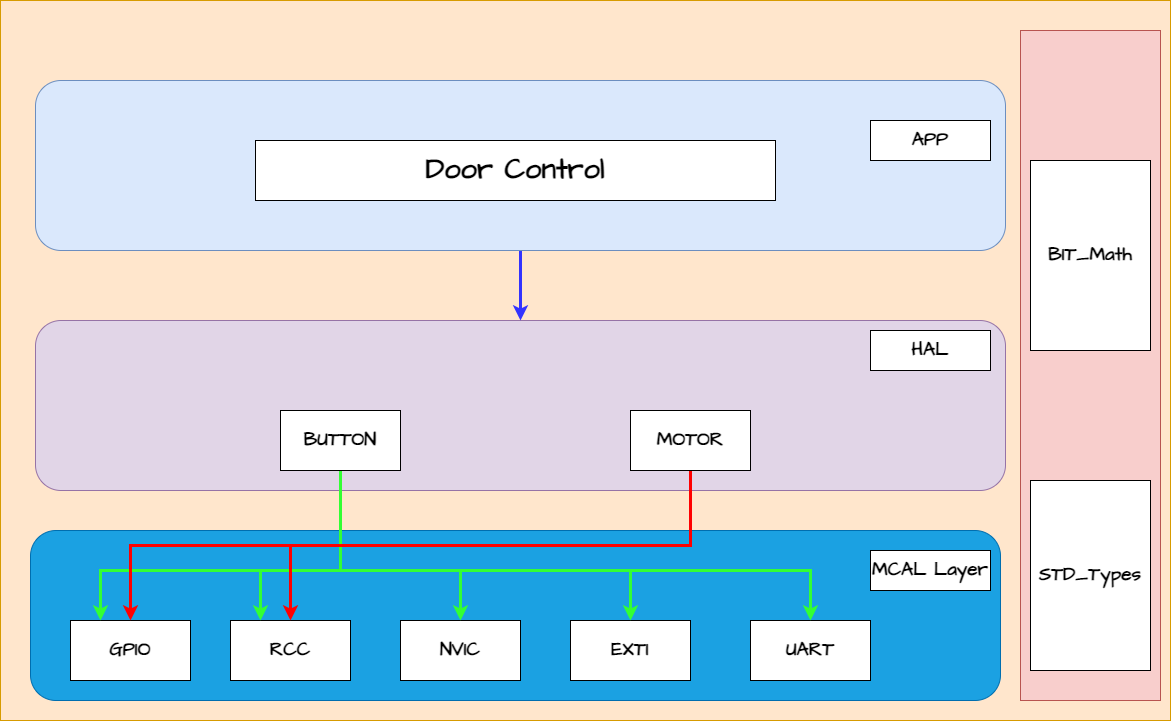 APP
Door Control
BIT_Math
HAL
BUTTON
MOTOR
MCAL Layer
STD_Types
GPIO
RCC
NVIC
EXTI
UART